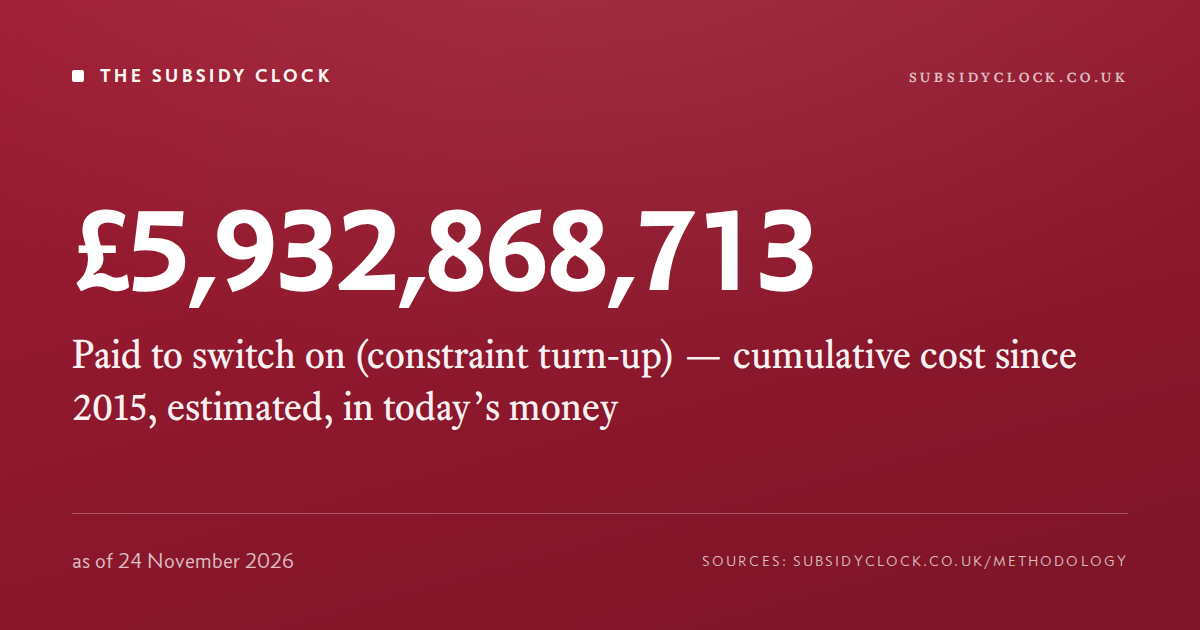 THE SUBSIDY CLOCK
SUBSIDYCLOCK.CO.UK
£5,932,868,713
Paid to switch on (constraint turn-up) — cumulative cost since
2015, estimated, in today’s money
as of 24 November 2026
SOURCES: SUBSIDYCLOCK.CO.UK/METHODOLOGY